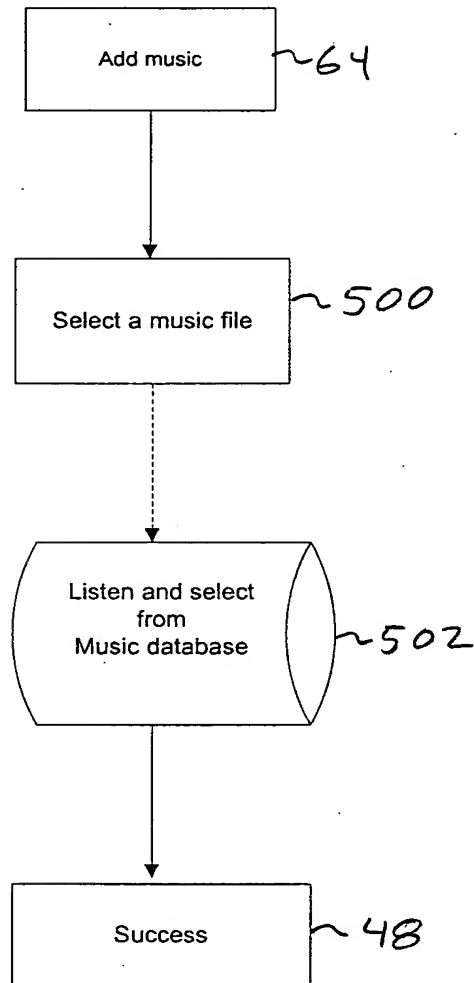 Add music
64
Select a music file
500
Listen and select
from
Music database
502
Success
48